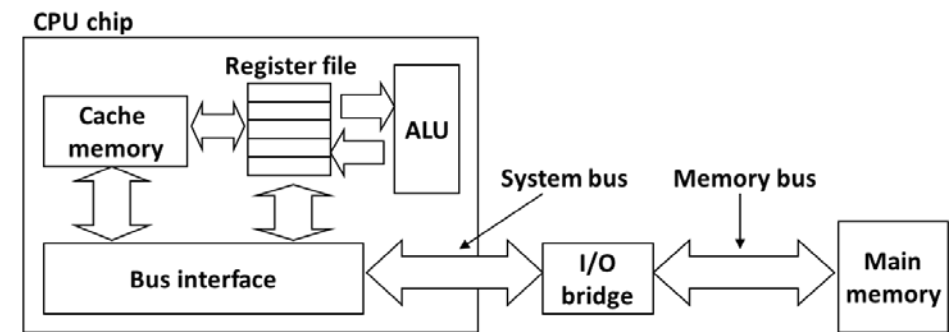 CPU chip
Register file
Cache
memory
ALU
System bus
Memory bus
Bus interface
I/O
bridge
Main
memory